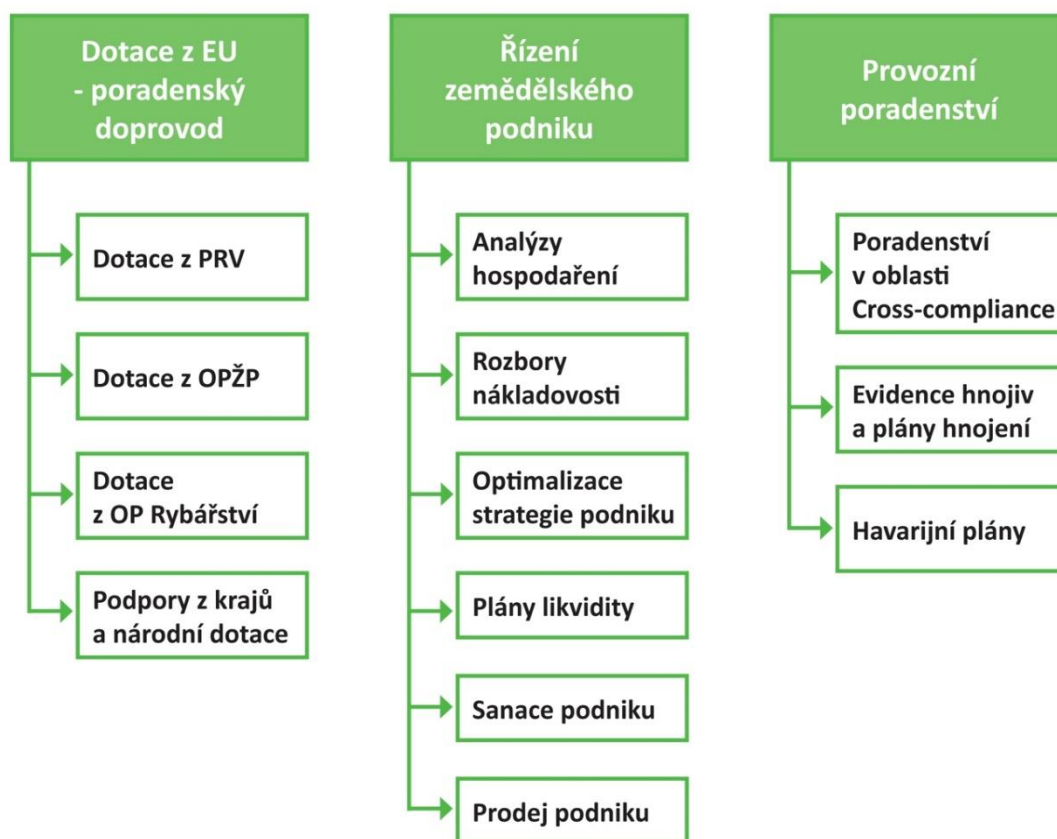 Dotace z EU
- poradenský
doprovod
Dotace z PRV
Dotace z OPŽP
Dotace
z OP Rybářství
Podpory z krajů
a národní dotace
Řízení
zemědělského
podniku
Analýzy
hospodaření
Rozbory
nákladovosti
Optimalizace
strategie podniku
Plány likvidity
Sanace podniku
Prodej podniku
Provozní
poradenství
Poradenství
v oblasti
Cross-compliance
Evidence hnojiv
a plány hnojení
Havarijní plány